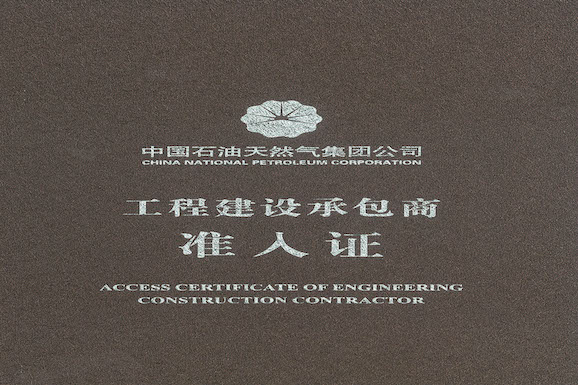 中国石油天然气集团公司
CHINA NATIONAL PETROLEUM CORPORATION
工程建设承包商
准入证
ACCESS CERTIFICATE OF ENGINEERING
CONSTRUCTION CONTRACTOR